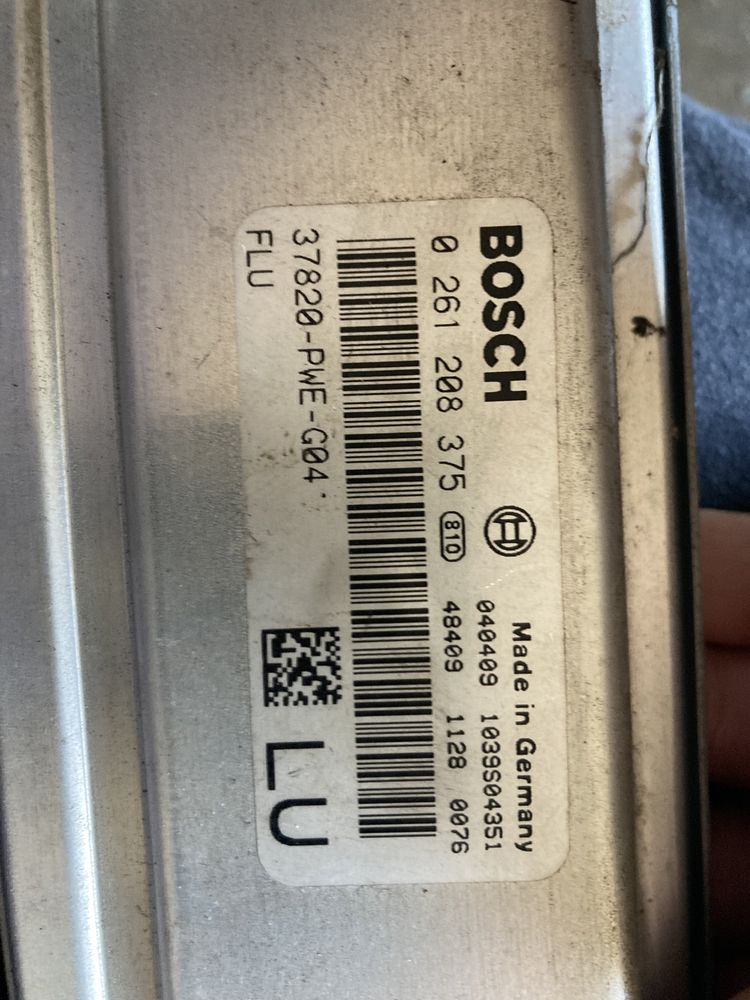 BOSCH
Made in Germany
0 261 208 375 810
040409 1039S04351
48409 1128 0076
37820-PWE-G04
FLU
LU